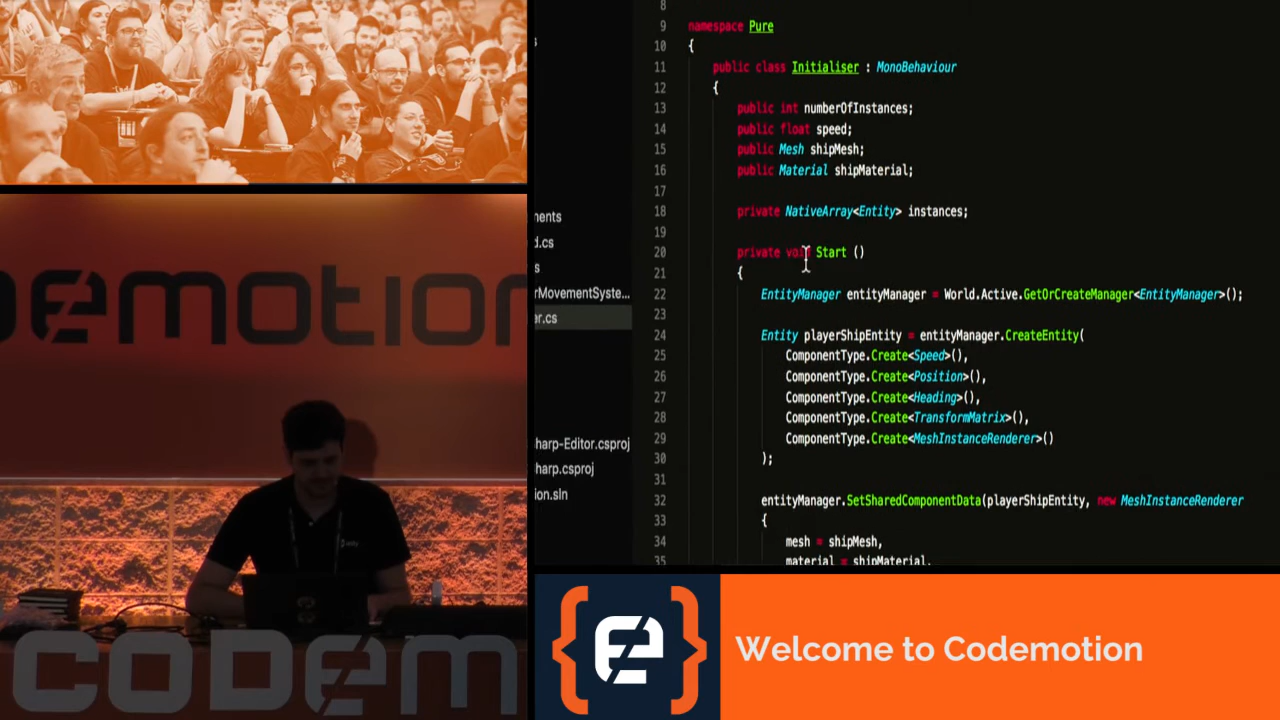 emotion
CODEM
ments
d.cs
s
rMovementSyste...
er.cs
harp-Editor.csproj
harp.csproj
ion.sln
8
9 namespace Pure
10 {
11 public class Initialiser : MonoBehaviour
12 {
13 public int numberOfInstances;
14 public float speed;
15 public Mesh shipMesh;
16 public Material shipMaterial;
17
18 private NativeArray<Entity> instances;
19
20 private void Start ()
21 {
22 EntityManager entityManager = World.Active.GetOrCreateManager<EntityManager>();
23
24 Entity playerShipEntity = entityManager.CreateEntity(
25 ComponentType.Create<Speed>(),
26 ComponentType.Create<Position>(),
27 ComponentType.Create<Heading>(),
28 ComponentType.Create<TransformMatrix>(),
29 ComponentType.Create<MeshInstanceRenderer>()
30 );
31
32 entityManager.SetSharedComponentData(playerShipEntity, new MeshInstanceRenderer
33 {
34 mesh = shipMesh,
35 material = shipMaterial,
Welcome to Codemotion